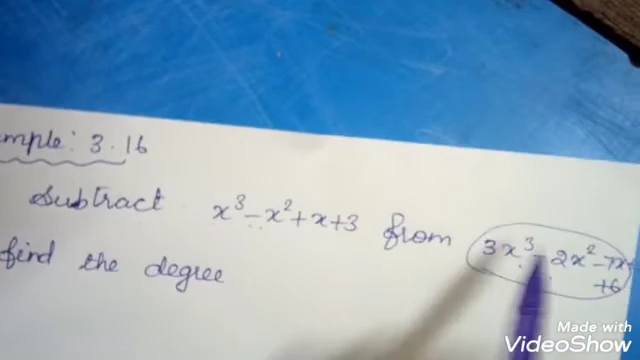 mple: 3.16
Subtract x³-x²+x+3 from 3x³ 2x²-7x
+6
find the degree
Made with
VideoShow